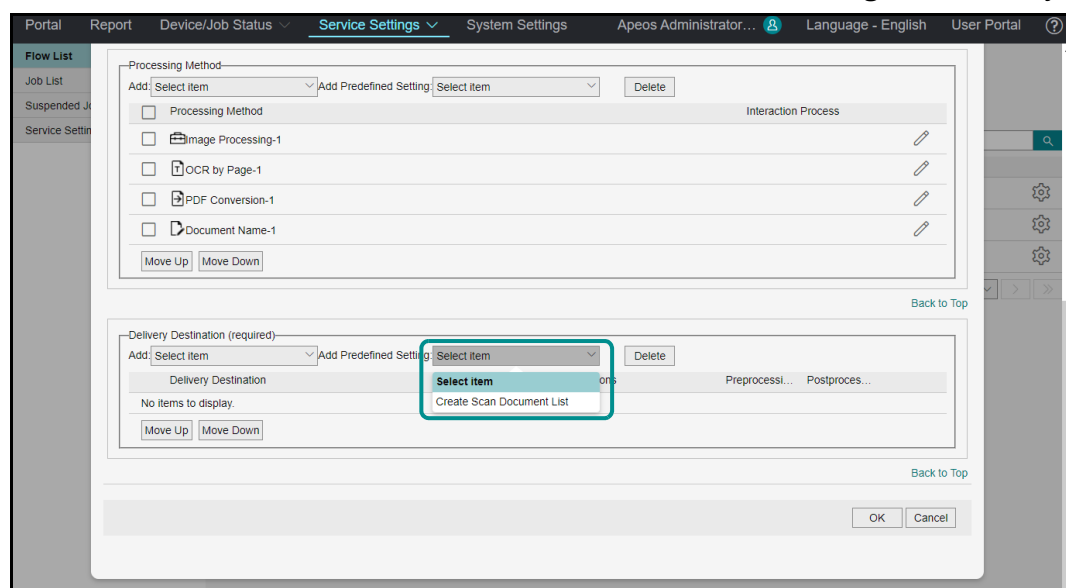 Portal Report Device/Job Status Service Settings System Settings Apeos Administrator… Language - English User Portal ?
Flow List
Job List
Suspended Jo
Service Settin
Processing Method
Add: Select item Add Predefined Setting: Select item Delete
Processing Method Interaction Process
Image Processing-1
T OCR by Page-1
PDF Conversion-1
Document Name-1
Move Up Move Down
Back to Top
Delivery Destination (required)
Add: Select item Add Predefined Setting: Select item Delete
Delivery Destination ons Preprocessi… Postproces…
Select item
No items to display.
Create Scan Document List
Move Up Move Down
Back to Top
OK Cancel